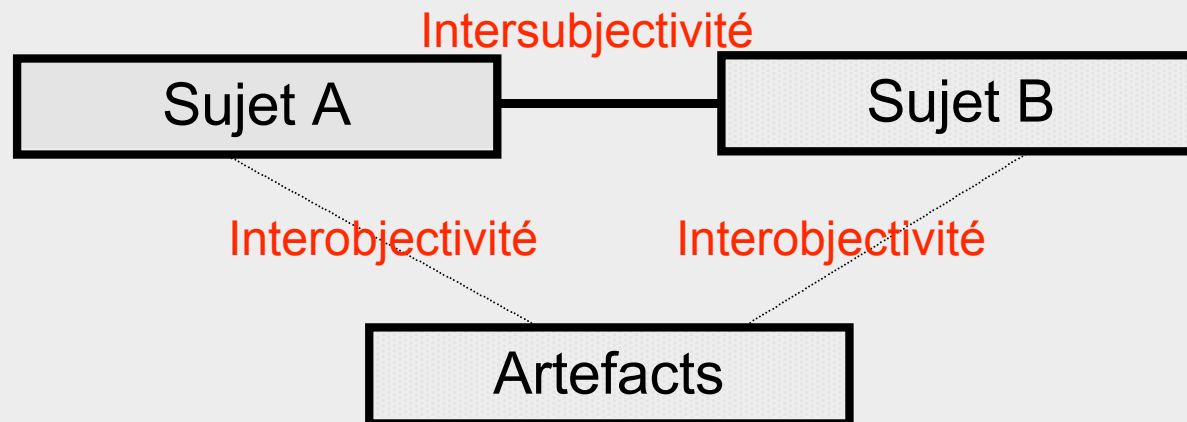 Intersubjectivité
Sujet A
Sujet B
Interobjectivité
Interobjectivité
Artefacts